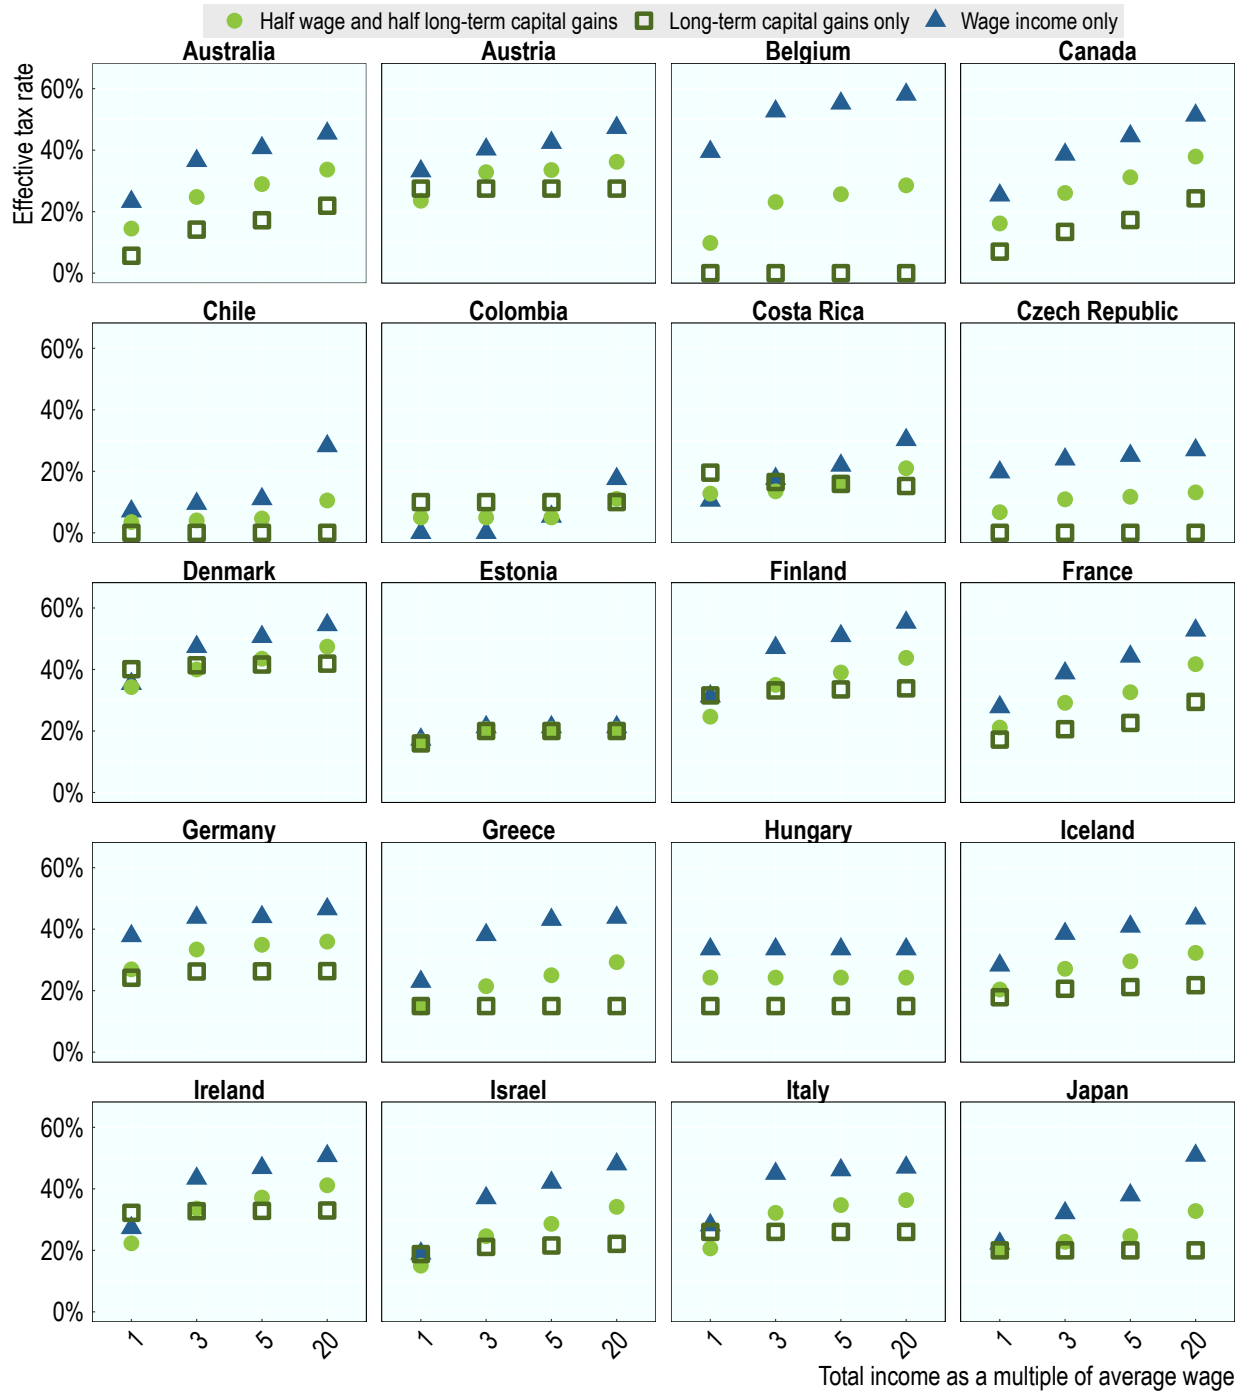 Half wage and half long-term capital gains Long-term capital gains only Wage income only
Australia Austria Belgium Canada
Effective tax rate
60%
40%
20%
0%
Chile Colombia Costa Rica Czech Republic
60%
40%
20%
0%
Denmark Estonia Finland France
60%
40%
20%
0%
Germany Greece Hungary Iceland
60%
40%
20%
0%
Ireland Israel Italy Japan
60%
40%
20%
0%
1 3 5 20 1 3 5 20 1 3 5 20 1 3 5 20
Total income as a multiple of average wage